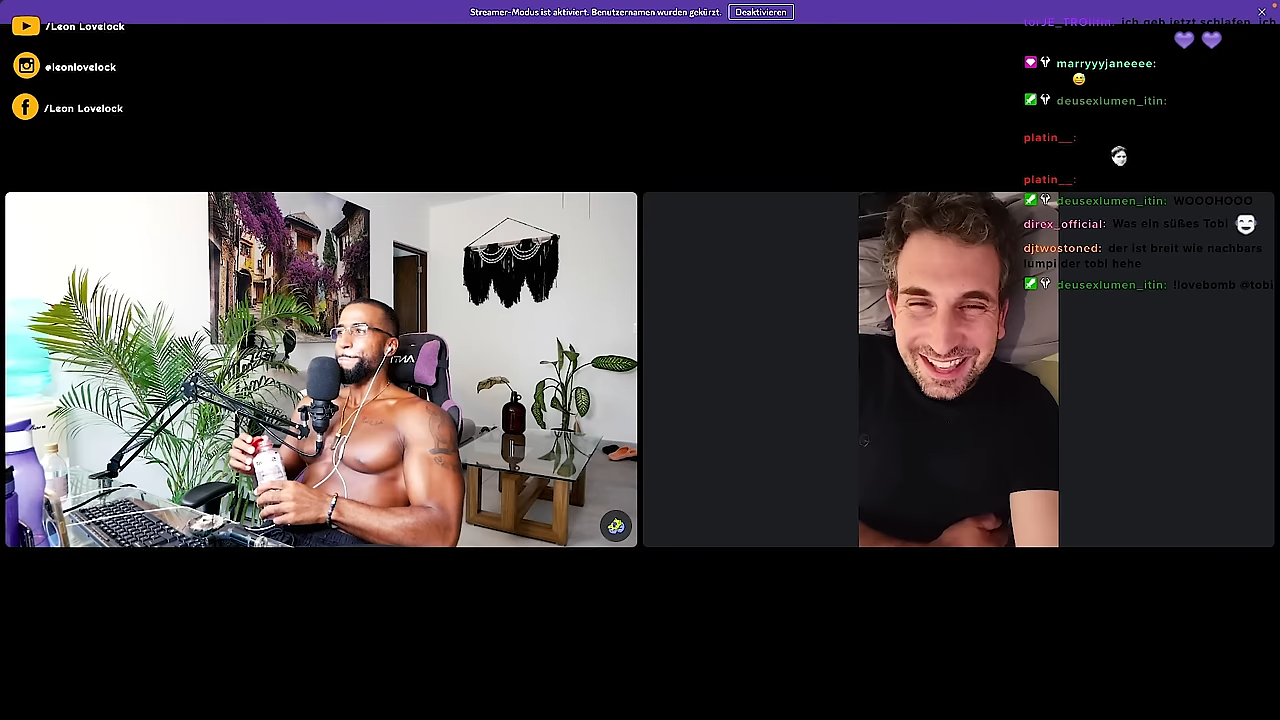 Streamer-Modus ist aktiviert. Benutzernamen wurden gekürzt.
Deaktivieren
/Leon Lovelock
@leonlovelock
/Leon Lovelock
ich geh jetzt schlafen, ich
marryyyjaneeee:
deusexlumen_itin:
platin__:
platin__:
deusexlumen_itin: WOOOHOOO
direx_official: Was ein süßes Tobi
djtwostoned: der ist breit wie nachbars
lumpi der tobi hehe
deusexlumen_itin: !lovebomb @tobi